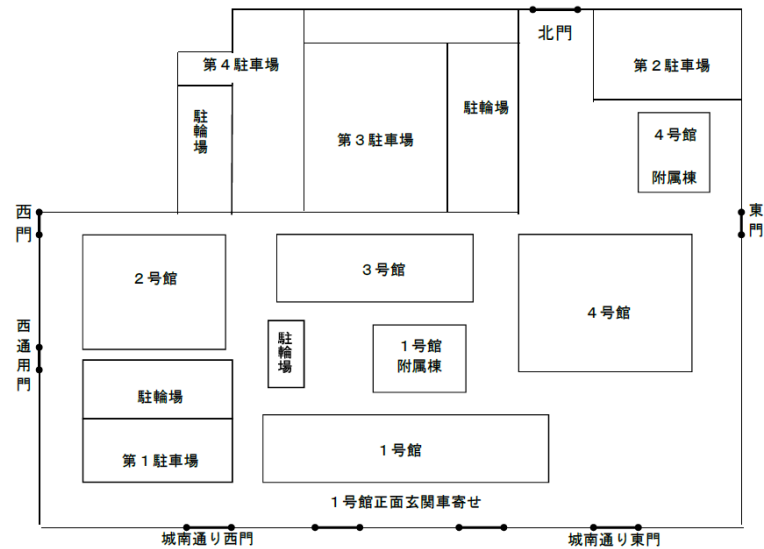 北門
第４駐車場
第２駐車場
駐輪場
駐輪場
第３駐車場
４号館
附属棟
西門
東門
２号館
３号館
４号館
西通用門
駐輪場
１号館
附属棟
駐輪場
第１駐車場
１号館
１号館正面玄関車寄せ
城南通り西門
城南通り東門